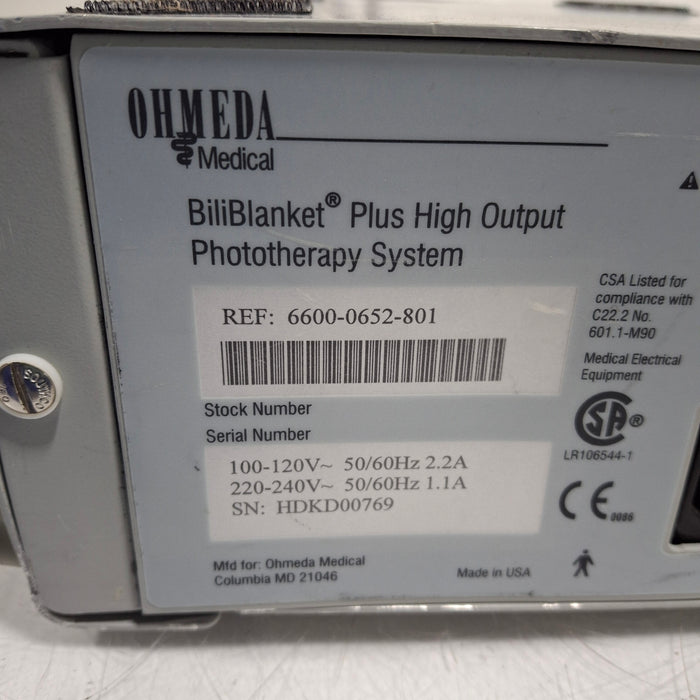 OHMEDA
Medical
BiliBlanket® Plus High Output
Phototherapy System
REF: 6600-0652-801
Stock Number
Serial Number
100-120V~ 50/60Hz 2.2A
220-240V~ 50/60Hz 1.1A
SN: HDKD00769
Mfd for: Ohmeda Medical
Columbia MD 21046
Made in USA
CSA Listed for
compliance with
C22.2 No.
601.1-M90
Medical Electrical
Equipment
SA®
LR106544-1
CE 0086